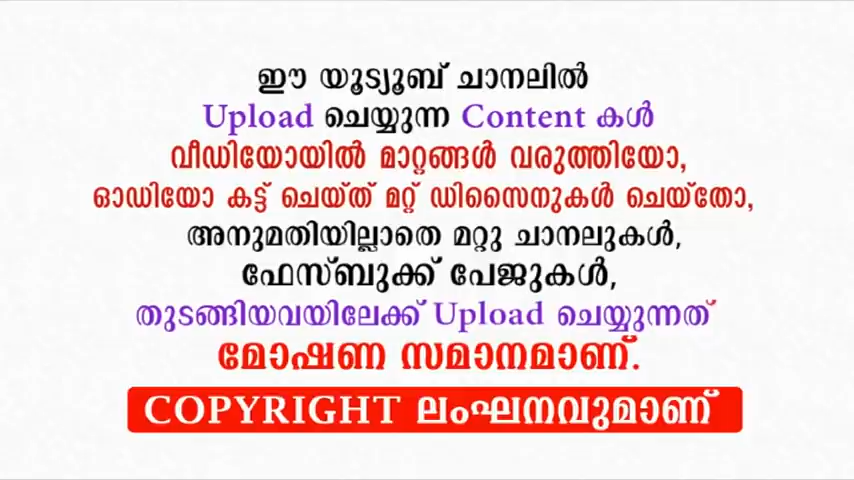 ഈ യൂട്യൂബ് ചാനലിൽ
Upload ചെയ്യുന്ന Content കൾ
വീഡിയോയിൽ മാറ്റങ്ങൾ വരുത്തിയോ,
ഓഡിയോ കട്ട് ചെയ്ത് മറ്റ് ഡിസൈനുകൾ ചെയ്തോ,
അനുമതിയില്ലാതെ മറ്റു ചാനലുകൾ,
ഫേസ്ബുക്ക് പേജുകൾ,
തുടങ്ങിയവയിലേക്ക് Upload ചെയ്യുന്നത്
മോഷണ സമാനമാണ്.
COPYRIGHT ലംഘനവുമാണ്